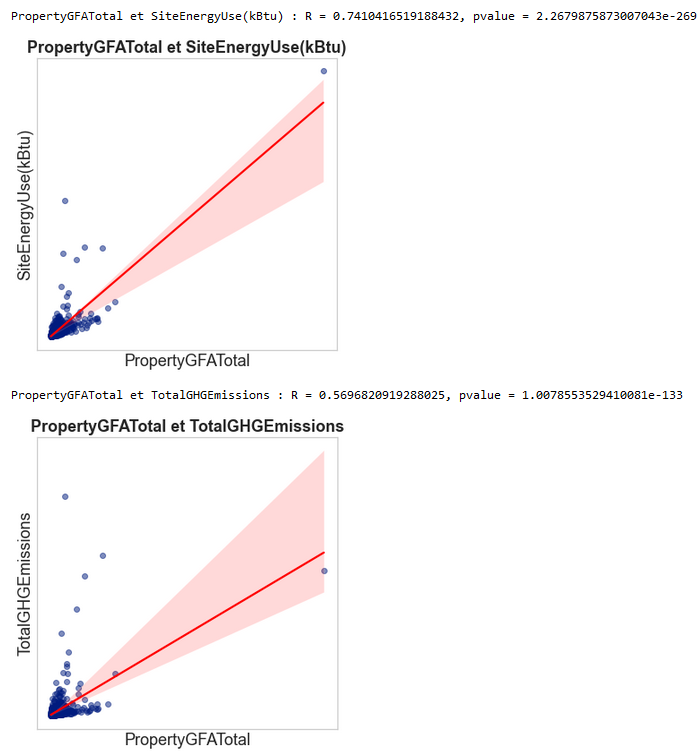 PropertyGFATotal et SiteEnergyUse(kBtu) : R = 0.7410416519188432, pvalue = 2.2679875873007043e-269
PropertyGFATotal et SiteEnergyUse(kBtu)
SiteEnergyUse(kBtu)
PropertyGFATotal
PropertyGFATotal et TotalGHGEmissions : R = 0.5696820919288025, pvalue = 1.0078553529410081e-133
PropertyGFATotal et TotalGHGEmissions
TotalGHGEmissions
PropertyGFATotal